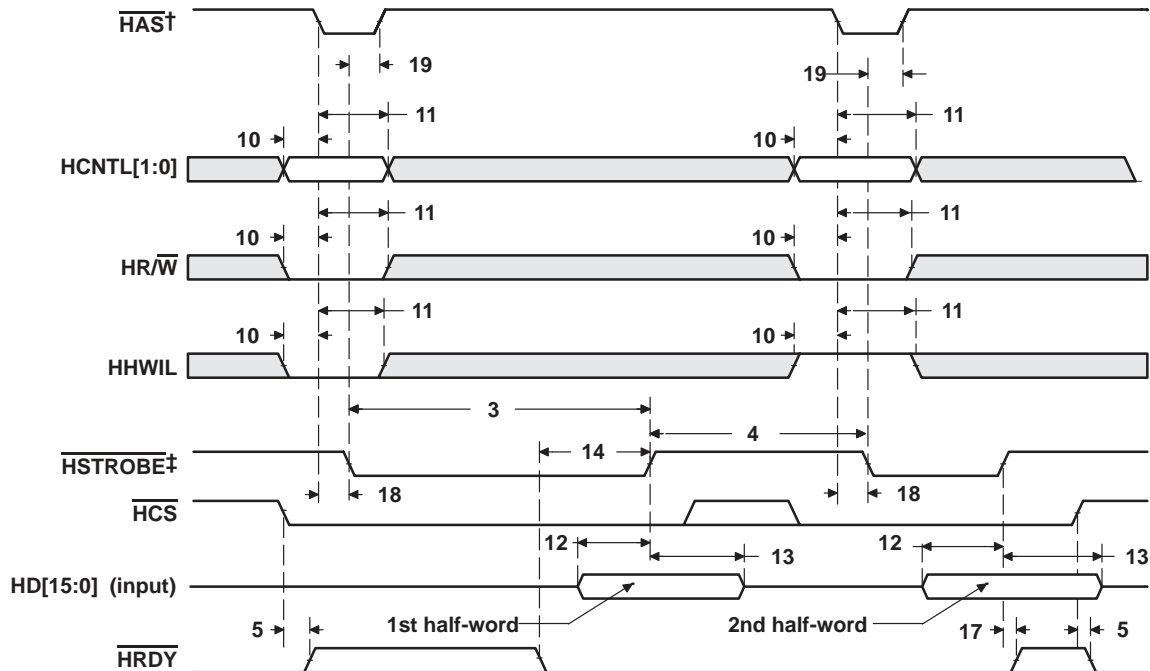 HAS†
19
19
11
11
10
10
HCNTL[1:0]
11
11
10
10
HR/W
11
11
10
10
HHWIL
3
4
14
HSTROBE‡
18
18
HCS
12
13
12
13
HD[15:0] (input)
1st half-word
2nd half-word
5
17
5
HRDY